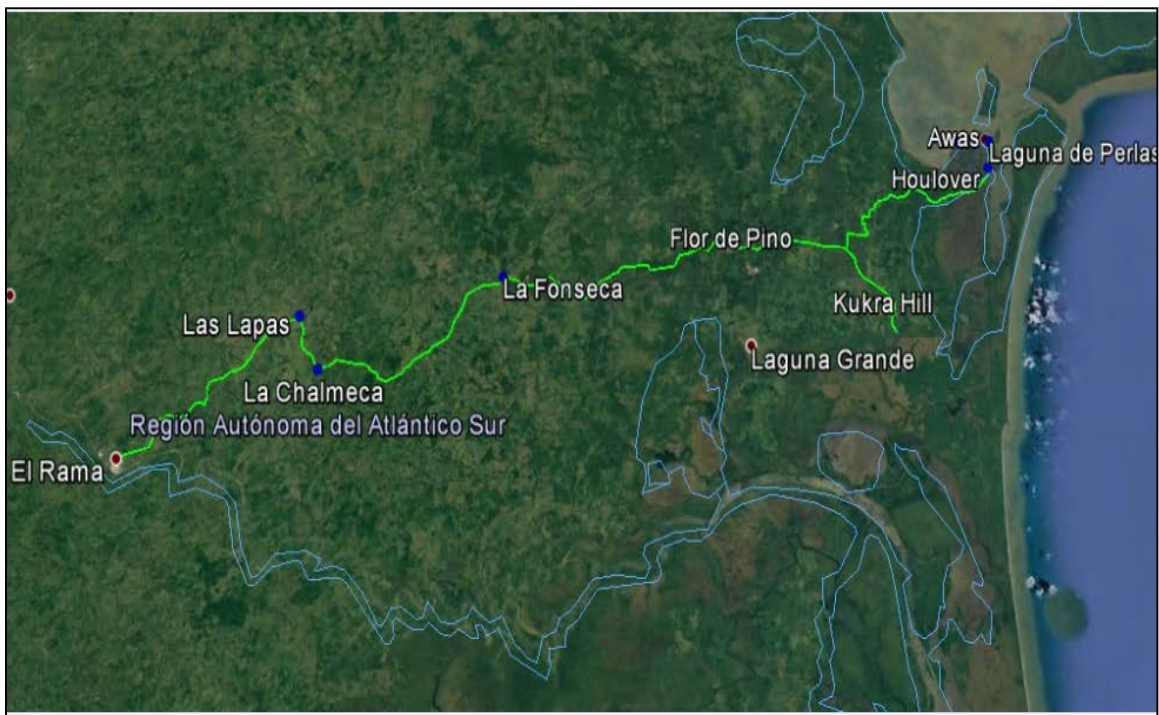 Awas
Laguna de Perlas
Houlover
Flor de Pino
La Fonseca
Kukra Hill
Las Lapas
Laguna Grande
La Chalmeca
Región Autónoma del Atlántico Sur
El Rama